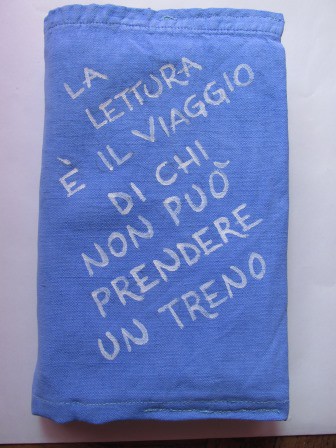 LA
LETTURA
È IL VIAGGIO
DI CHI
NON PUÒ
PRENDERE
UN TRENO